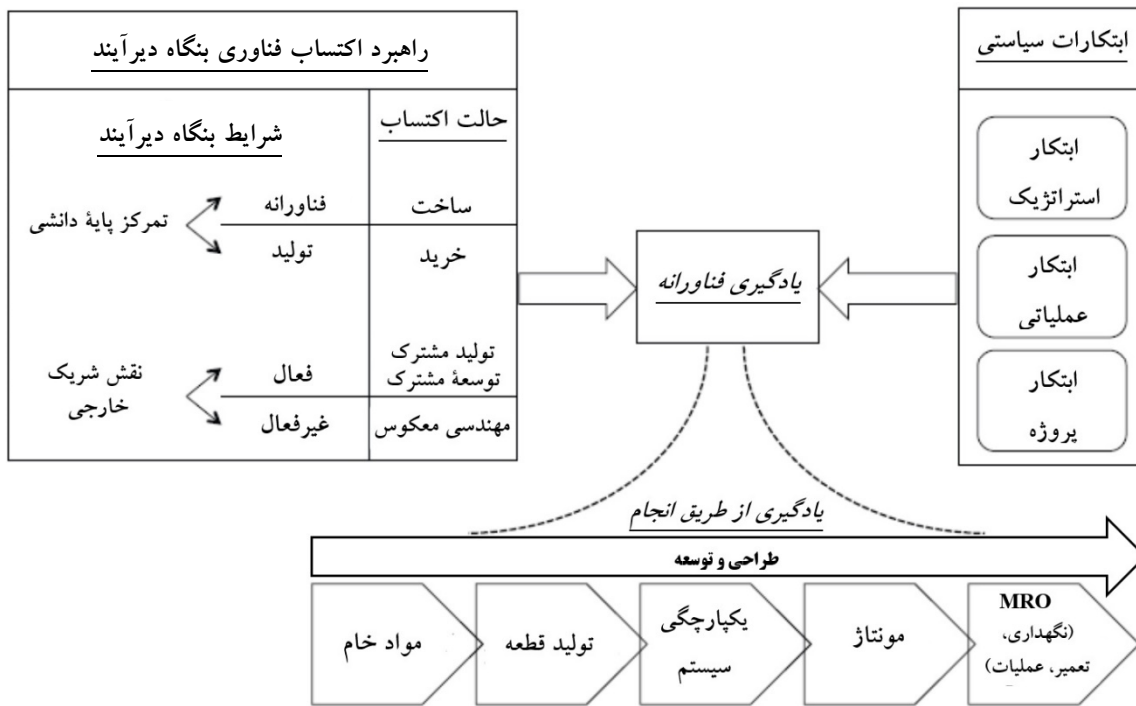 راهبرد اکتساب فناوری بنگاه دیرآیند
حالت اکتساب
شرایط بنگاه دیرآیند
تمرکز پایهٔ دانشی
فناورانه
ساخت
تولید
خرید
نقش شریک
خارجی
فعال
تولید مشترک
توسعهٔ مشترک
غیرفعال
مهندسی معکوس
یادگیری فناورانه
ابتکارات سیاستی
ابتکار
استراتژیک
ابتکار
عملیاتی
ابتکار
پروژه
یادگیری از طریق انجام
طراحی و توسعه
مواد خام
تولید قطعه
یکپارچگی
سیستم
مونتاژ
MRO
(نگهداری،
تعمیر، عملیات)